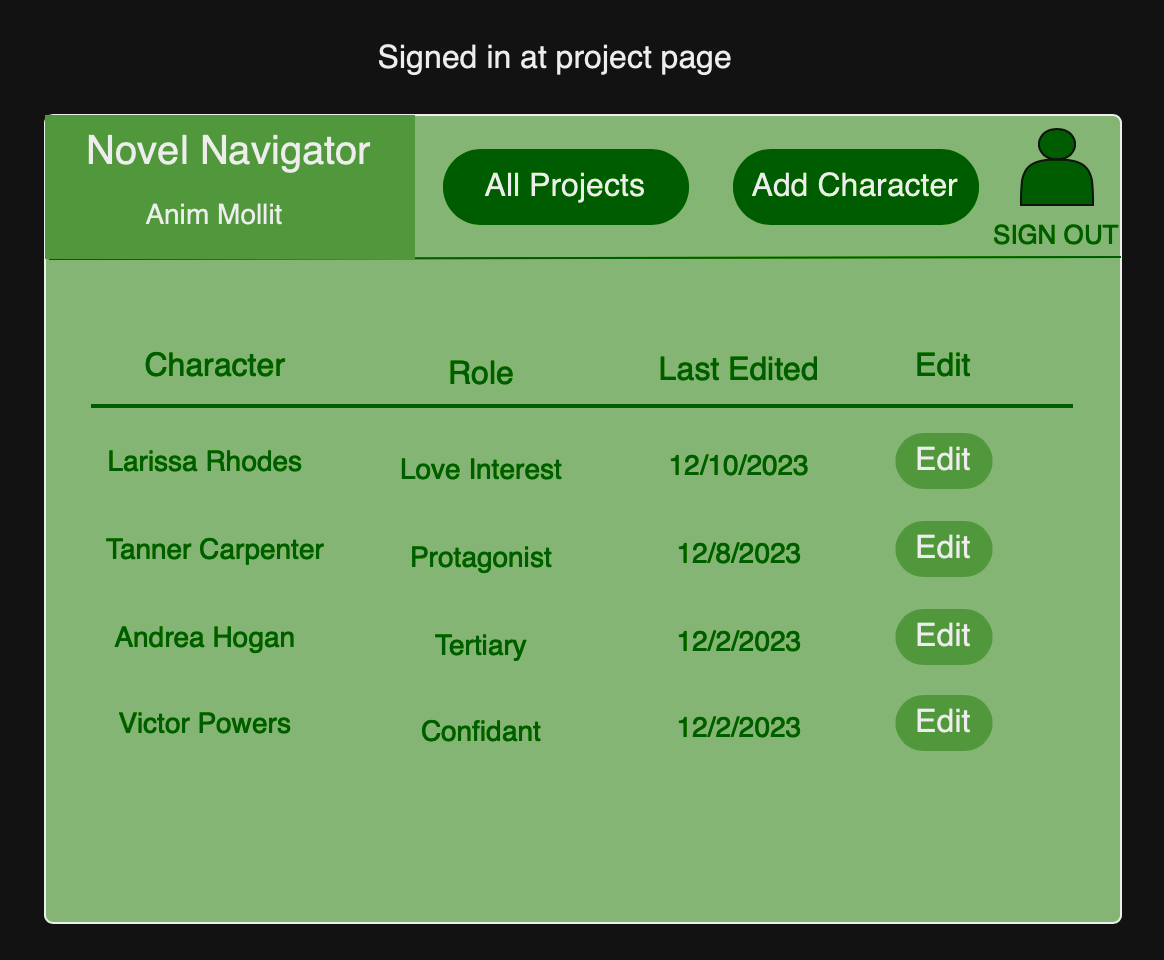 Signed in at project page
Novel Navigator
Anim Mollit
All Projects
Add Character
SIGN OUT
Character Role Last Edited Edit
Larissa Rhodes Love Interest 12/10/2023 Edit
Tanner Carpenter Protagonist 12/8/2023 Edit
Andrea Hogan Tertiary 12/2/2023 Edit
Victor Powers Confidant 12/2/2023 Edit